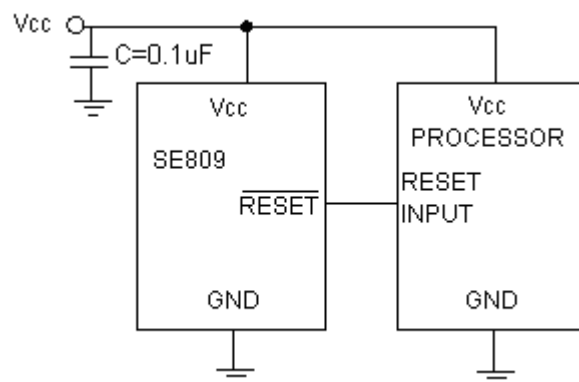 Vcc
C=0.1uF
Vcc
SE809
RESET
GND
Vcc
PROCESSOR
RESET
INPUT
GND